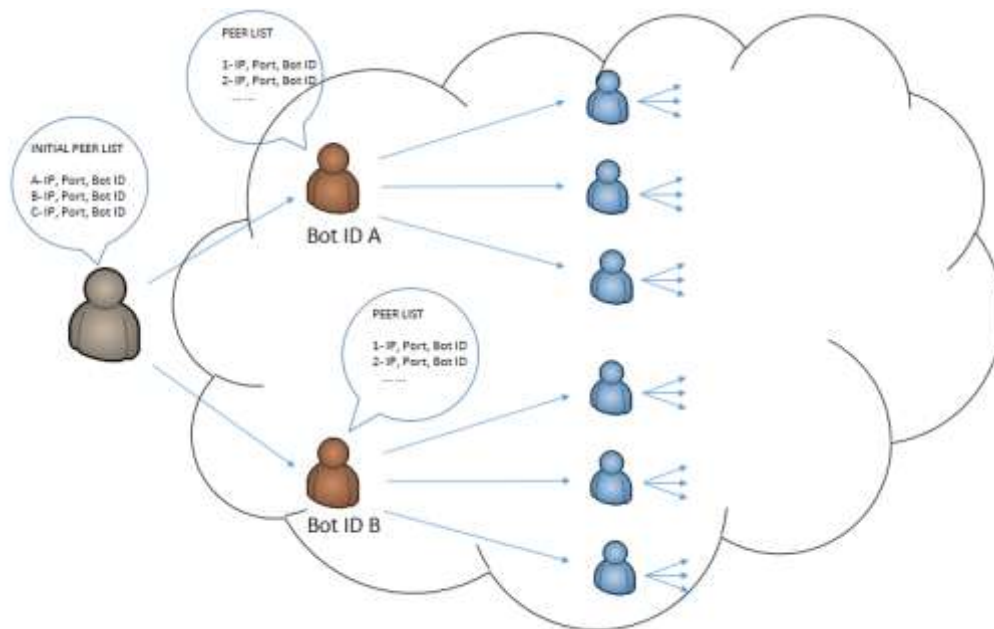 PEER LIST
1- IP, Port, Bot ID
2- IP, Port, Bot ID
... ...
INITIAL PEER LIST
A- IP, Port, Bot ID
B- IP, Port, Bot ID
C- IP, Port, Bot ID
Bot ID A
PEER LIST
1- IP, Port, Bot ID
2- IP, Port, Bot ID
... ...
Bot ID B